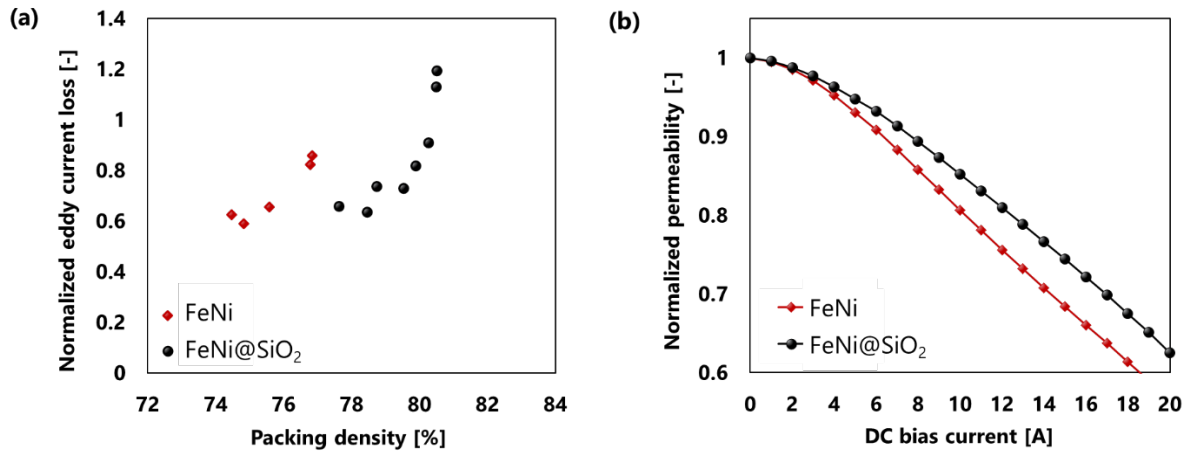 (a)
Normalized eddy current loss [-]
1.4
1.2
1
0.8
0.6
0.4
0.2
0
FeNi
FeNi@SiO₂
72 74 76 78 80 82 84
Packing density [%]
(b)
Normalized permeability [-]
1
0.9
0.8
0.7
0.6
FeNi
FeNi@SiO₂
0 2 4 6 8 10 12 14 16 18 20
DC bias current [A]